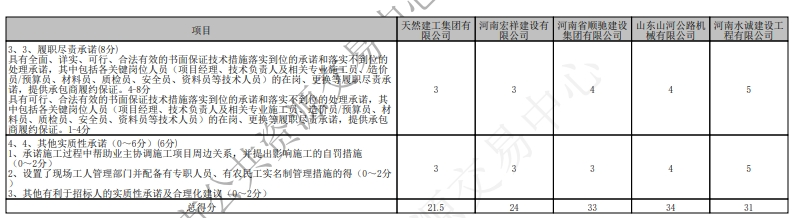 项目
天然建工集团有
限公司
河南宏祥建设有
限公司
河南省顺驰建设
集团有限公司
山东山河公路机
械有限公司
河南水诚建设工
程有限公司
3、3、履职尽责承诺(8分)
具有全面、详实、可行、合法有效的书面保证技术措施落实到位的承诺和落实不到位的
处理承诺，其中包括各关键岗位人员（项目经理、技术负责人及相关专业施工员、造价
员/预算员、材料员、质检员、安全员、资料员等技术人员）的在岗、更换等履职尽责承
诺，提供承包商履约保证。4-8分
具有可行、合法有效的书面保证技术措施落实到位的承诺和落实不到位的处理承诺，其
中包括各关键岗位人员（项目经理、技术负责人及相关专业施工员、造价员/预算员、材
料员、质检员、安全员、资料员等技术人员）的在岗、更换等履职尽责承诺，提供承包
商履约保证。1-4分
3
3
4
4
5
4、4、其他实质性承诺（0～6分）(6分)
1、承诺施工过程中帮助业主协调施工项目周边关系，并提出影响施工的自罚措施
（0～2分）
2、设置了现场工人管理部门并配备有专职人员、有农民工实名制管理措施的得（0～2分
）
3、其他有利于招标人的实质性承诺及合理化建议（0～2分）
3
3
3
4
5
总得分
21.5
24
33
34
31
公共资源交易中心
交易中心